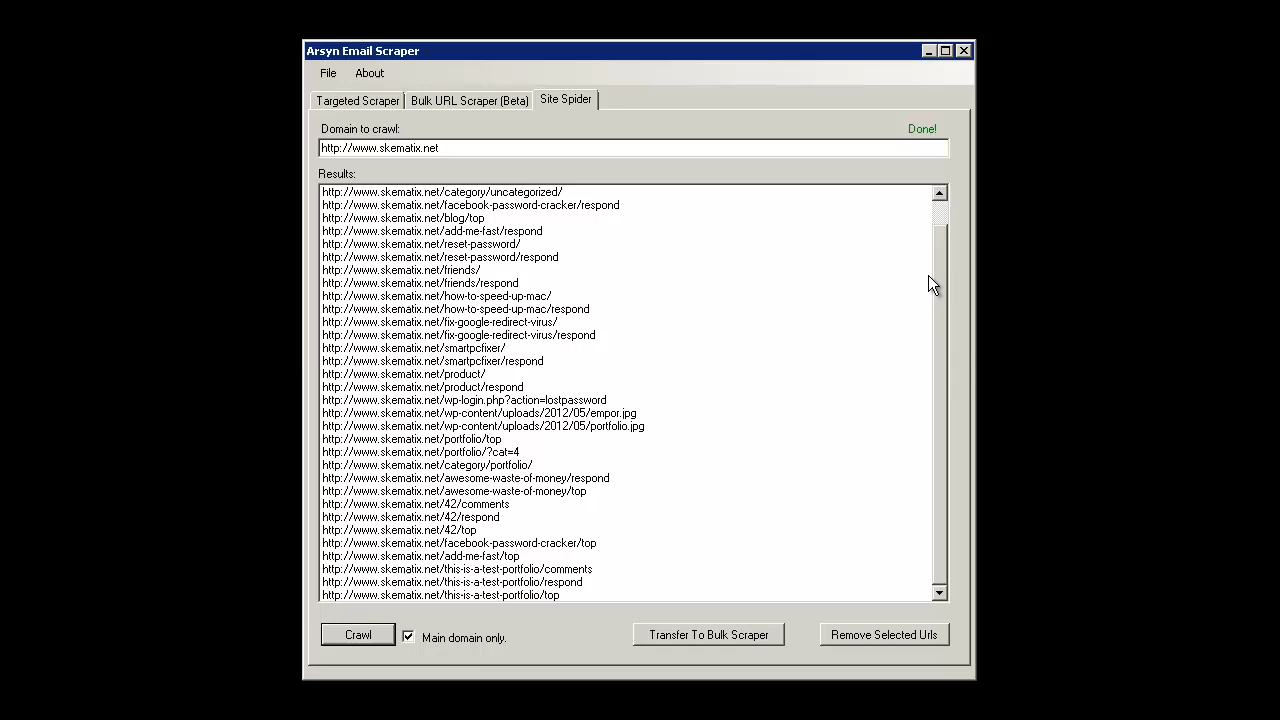 Arsyn Email Scraper
File About
Targeted Scraper Bulk URL Scraper (Beta) Site Spider
Domain to crawl: Done!
http://www.skematix.net
Results:
http://www.skematix.net/category/uncategorized/
http://www.skematix.net/facebook-password-cracker/respond
http://www.skematix.net/blog/top
http://www.skematix.net/add-me-fast/respond
http://www.skematix.net/reset-password/
http://www.skematix.net/reset-password/respond
http://www.skematix.net/friends/
http://www.skematix.net/friends/respond
http://www.skematix.net/how-to-speed-up-mac/
http://www.skematix.net/how-to-speed-up-mac/respond
http://www.skematix.net/fix-google-redirect-virus/
http://www.skematix.net/fix-google-redirect-virus/respond
http://www.skematix.net/smartpcfixer/
http://www.skematix.net/smartpcfixer/respond
http://www.skematix.net/product/
http://www.skematix.net/product/respond
http://www.skematix.net/wp-login.php?action=lostpassword
http://www.skematix.net/wp-content/uploads/2012/05/empor.jpg
http://www.skematix.net/wp-content/uploads/2012/05/portfolio.jpg
http://www.skematix.net/portfolio/top
http://www.skematix.net/portfolio/?cat=4
http://www.skematix.net/category/portfolio/
http://www.skematix.net/awesome-waste-of-money/respond
http://www.skematix.net/awesome-waste-of-money/top
http://www.skematix.net/42/comments
http://www.skematix.net/42/respond
http://www.skematix.net/42/top
http://www.skematix.net/facebook-password-cracker/top
http://www.skematix.net/add-me-fast/top
http://www.skematix.net/this-is-a-test-portfolio/comments
http://www.skematix.net/this-is-a-test-portfolio/respond
http://www.skematix.net/this-is-a-test-portfolio/top
Crawl Main domain only. Transfer To Bulk Scraper Remove Selected Urls